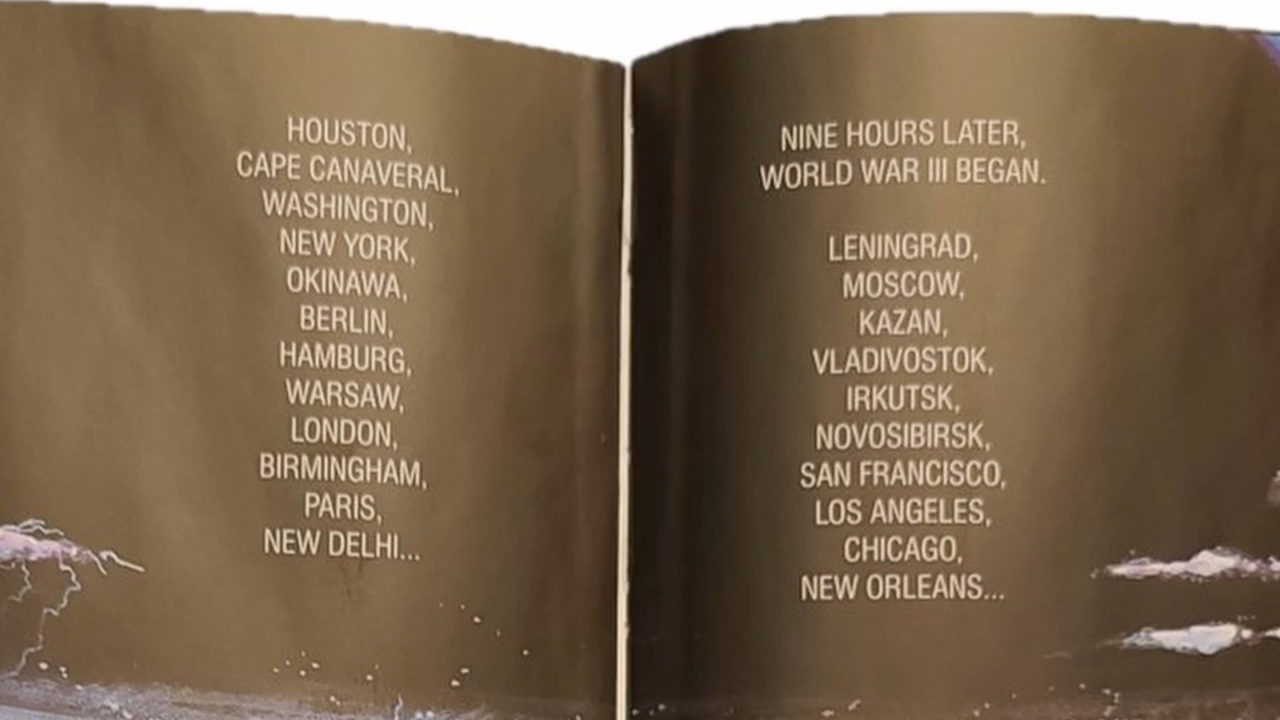 NINE HOURS LATER,
WORLD WAR III BEGAN.
LENINGRAD,
MOSCOW,
KAZAN,
VLADIVOSTOK,
IRKUTSK,
NOVOSIBIRSK,
SAN FRANCISCO,
LOS ANGELES,
CHICAGO,
NEW ORLEANS...
HOUSTON,
CAPE CANAVERAL,
WASHINGTON,
NEW YORK,
OKINAWA,
BERLIN,
HAMBURG,
WARSAW,
LONDON,
BIRMINGHAM,
PARIS,
NEW DELHI...